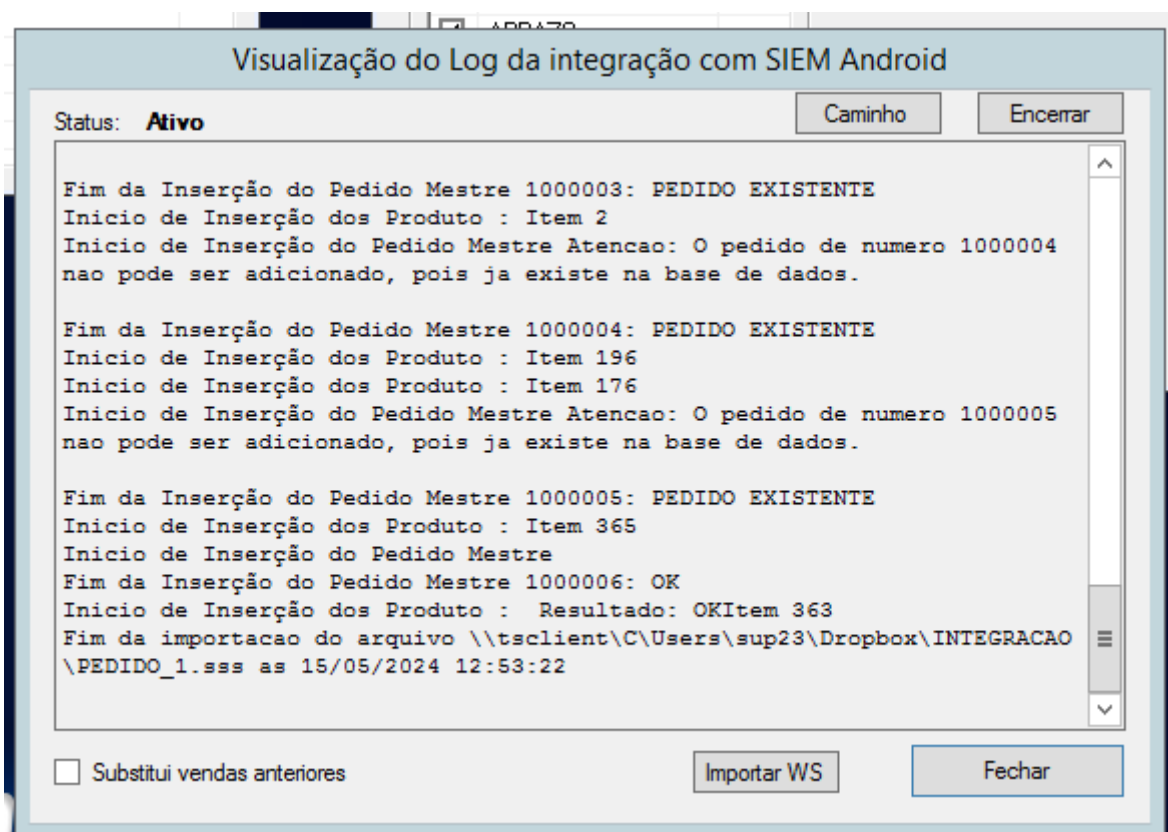 Visualização do Log da integração com SIEM Android
Status: Ativo
Caminho
Encerrar
Fim da Inserção do Pedido Mestre 1000003: PEDIDO EXISTENTE
Inicio de Inserção dos Produto : Item 2
Inicio de Inserção do Pedido Mestre Atencao: O pedido de numero 1000004
nao pode ser adicionado, pois ja existe na base de dados.
Fim da Inserção do Pedido Mestre 1000004: PEDIDO EXISTENTE
Inicio de Inserção dos Produto : Item 196
Inicio de Inserção dos Produto : Item 176
Inicio de Inserção do Pedido Mestre Atencao: O pedido de numero 1000005
nao pode ser adicionado, pois ja existe na base de dados.
Fim da Inserção do Pedido Mestre 1000005: PEDIDO EXISTENTE
Inicio de Inserção dos Produto : Item 365
Inicio de Inserção do Pedido Mestre
Fim da Inserção do Pedido Mestre 1000006: OK
Inicio de Inserção dos Produto :  Resultado: OKItem 363
Fim da importacao do arquivo \\tsclient\C\Users\sup23\Dropbox\INTEGRACAO
\PEDIDO_1.sss as 15/05/2024 12:53:22
Substitui vendas anteriores
Importar WS
Fechar